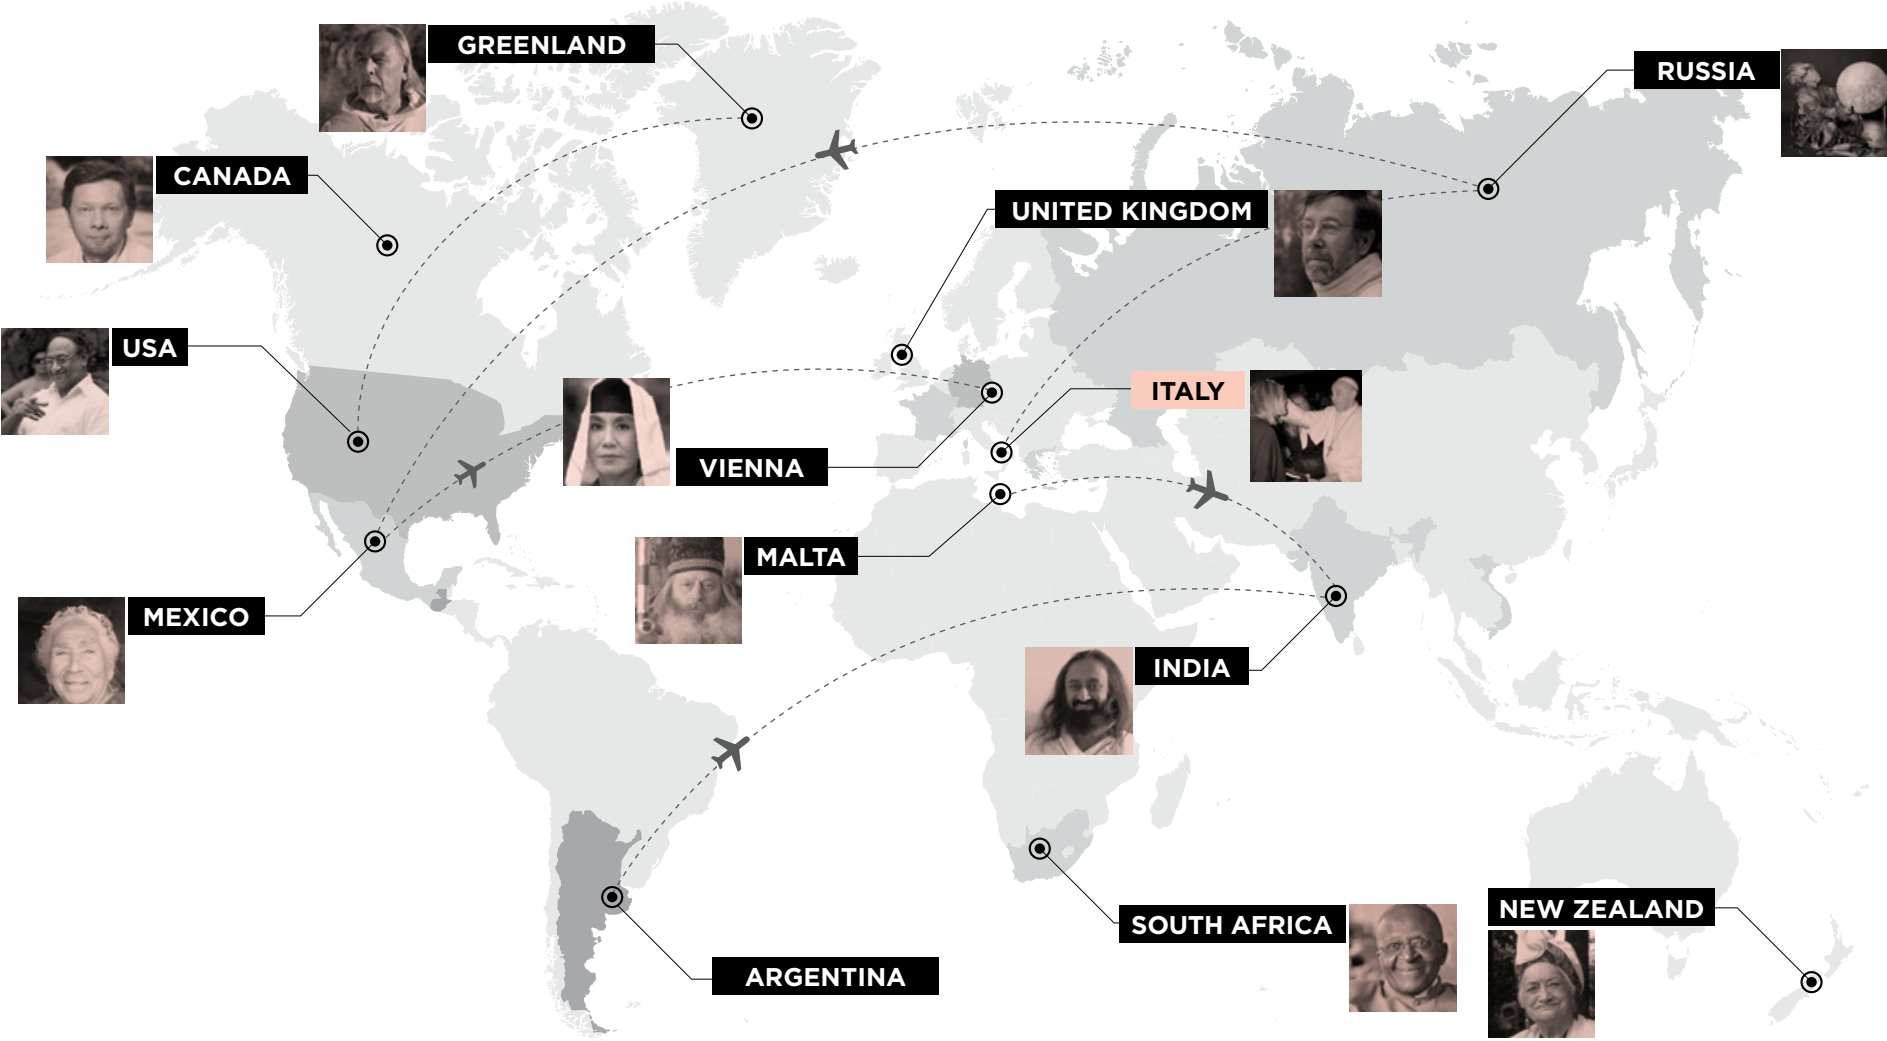 GREENLAND
RUSSIA
CANADA
UNITED KINGDOM
USA
ITALY
VIENNA
MALTA
MEXICO
INDIA
SOUTH AFRICA
NEW ZEALAND
ARGENTINA